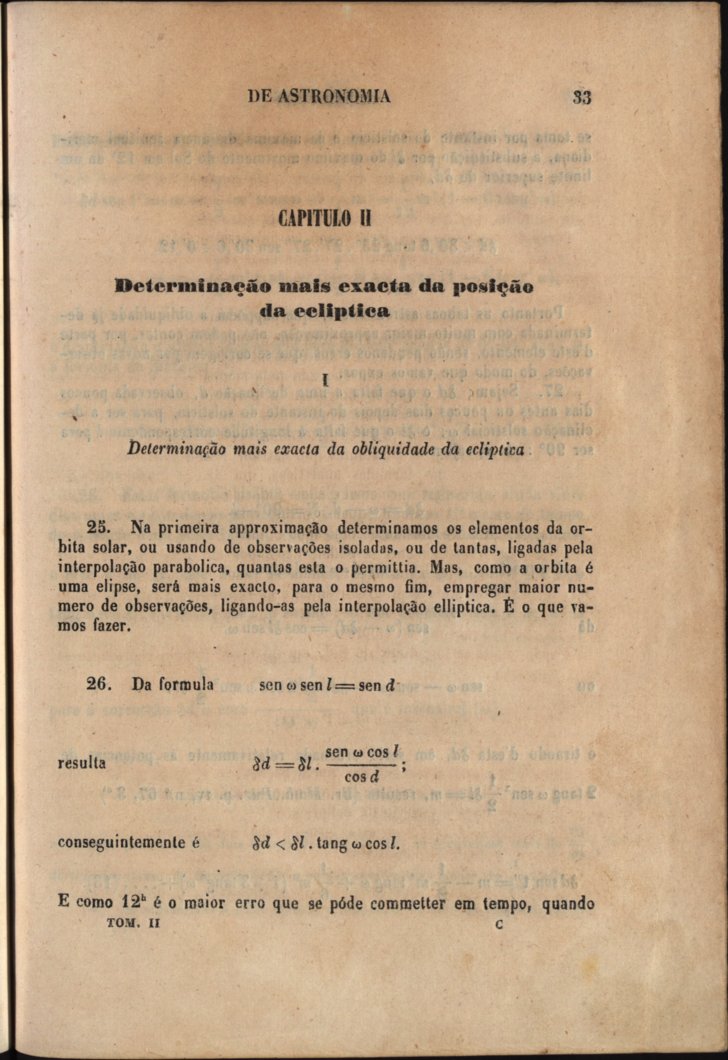 DE ASTRONOMIA 33
CAPITULO II
Determinação mais exacta da posição
da ecliptica
I
Determinação mais exacta da obliquidade da ecliptica
25. Na primeira approximação determinamos os elementos da or-
bita solar, ou usando de observações isoladas, ou de tantas, ligadas pela
interpolação parabolica, quantas esta o permittia. Mas, como a orbita é
uma elipse, será mais exacto, para o mesmo fim, empregar maior nu-
mero de observações, ligando-as pela interpolação elliptica. É o que va-
mos fazer.
26. Da formula sen ω sen l = sen d
resulta δd = δl . sen ω cos l / cos d ;
conseguintemente é δd < δl . tang ω cos l.
E como 12ʰ é o maior erro que se póde commetter em tempo, quando
TOM. II C